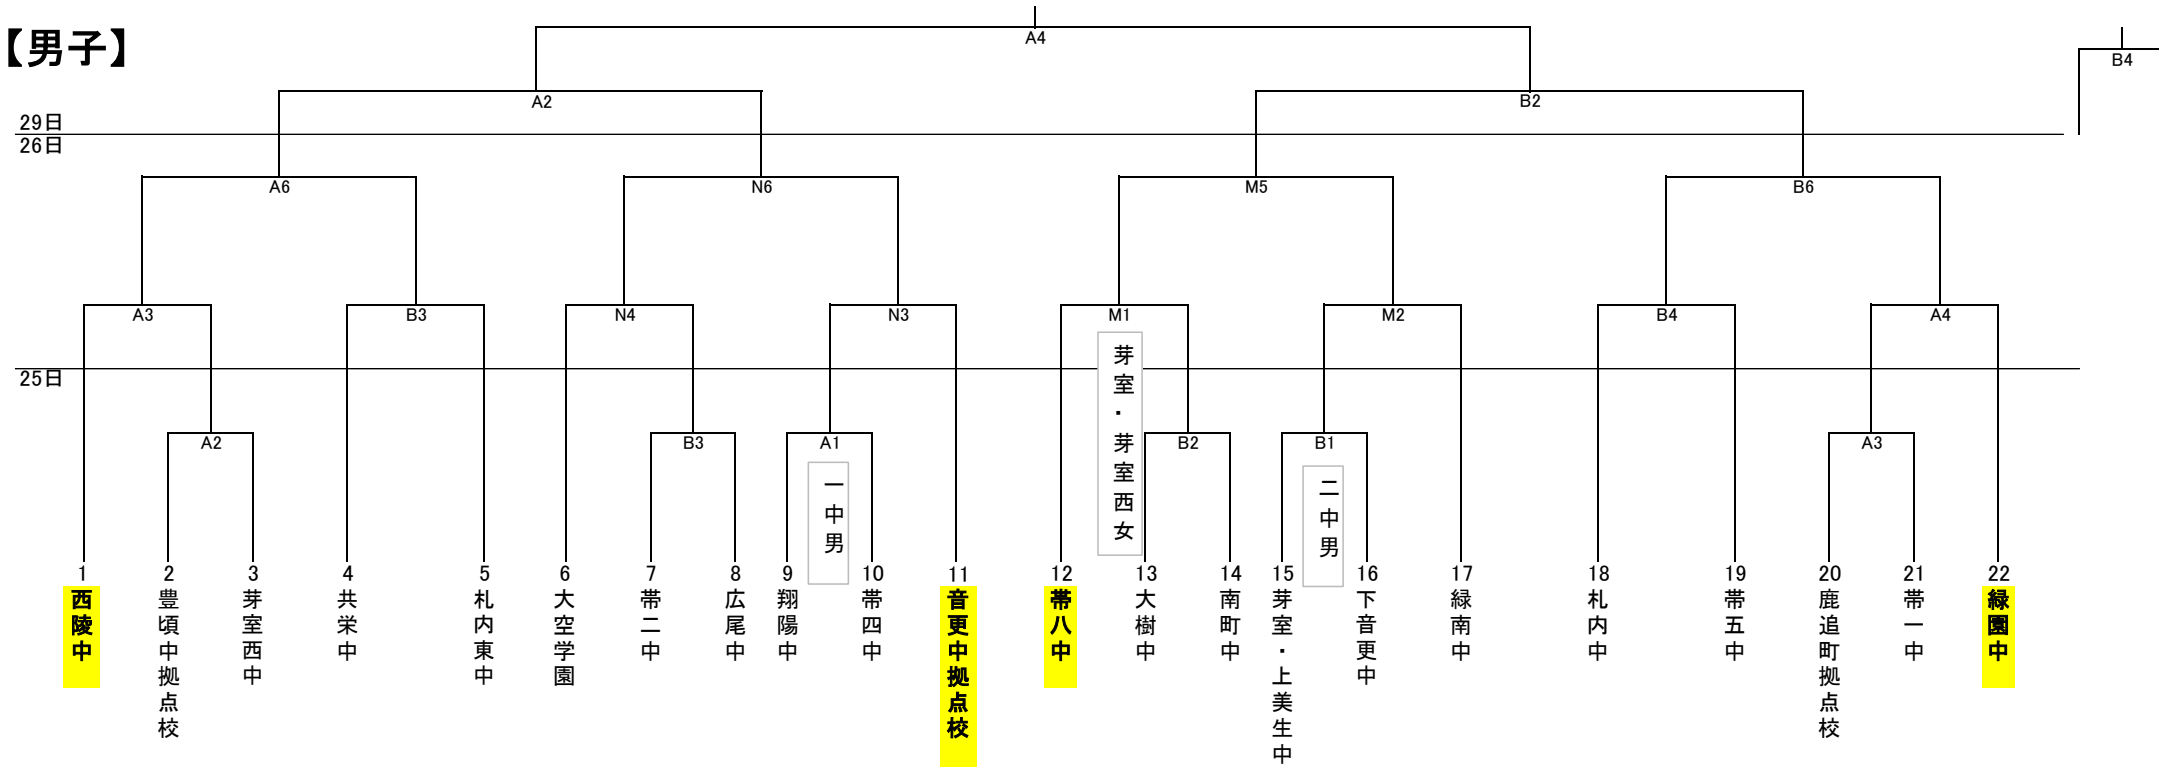 【男子】
A4
B4
A2
B2
29日
26日
A6
N6
M5
B6
A3
B3
N4
N3
M1
M2
B4
A4
25日
芽室・芽室西女
A2
B3
A1
B2
B1
A3
一中男
二中男
1
2
3
4
5
6
7
8
9
10
11
12
13
14
15
16
17
18
19
20
21
22
西陵中
豊頃中拠点校
芽室西中
共栄中
札内東中
大空学園
帯二中
広尾中
翔陽中
帯四中
音更中拠点校
帯八中
大樹中
南町中
芽室・上美生中
下音更中
緑南中
札内中
帯五中
鹿追町拠点校
帯一中
緑園中